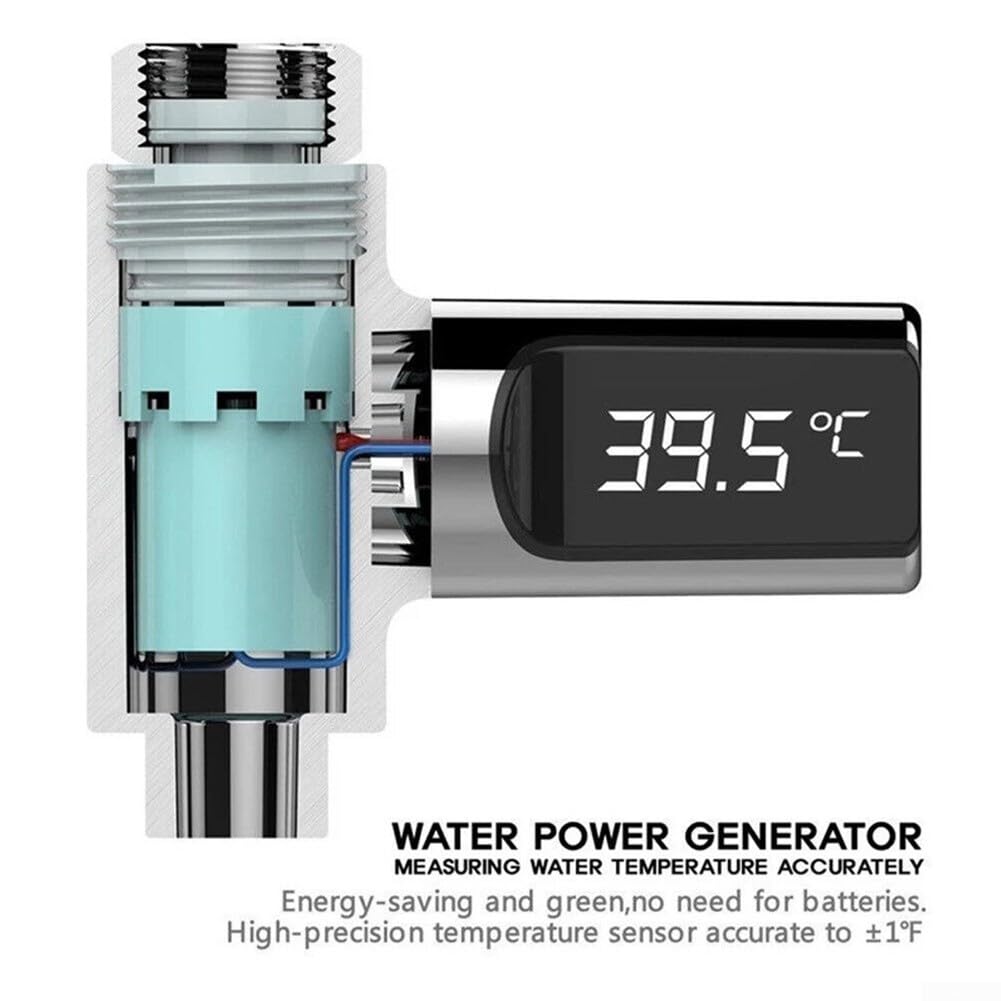 39.5 °C
WATER POWER GENERATOR
MEASURING WATER TEMPERATURE ACCURATELY
Energy-saving and green,no need for batteries.
High-precision temperature sensor accurate to ±1℉